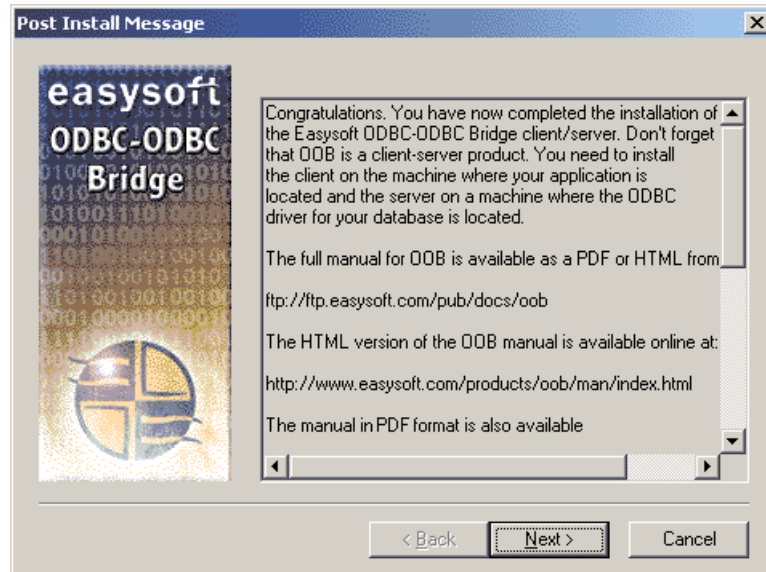 Post Install Message
easysoft
ODBC-ODBC
Bridge
Congratulations. You have now completed the installation of
the Easysoft ODBC-ODBC Bridge client/server. Don't forget
that OOB is a client-server product. You need to install
the client on the machine where your application is
located and the server on a machine where the ODBC
driver for your database is located.
The full manual for OOB is available as a PDF or HTML from
ftp://ftp.easysoft.com/pub/docs/oob
The HTML version of the OOB manual is available online at:
http://www.easysoft.com/products/oob/man/index.html
The manual in PDF format is also available
< Back
Next >
Cancel